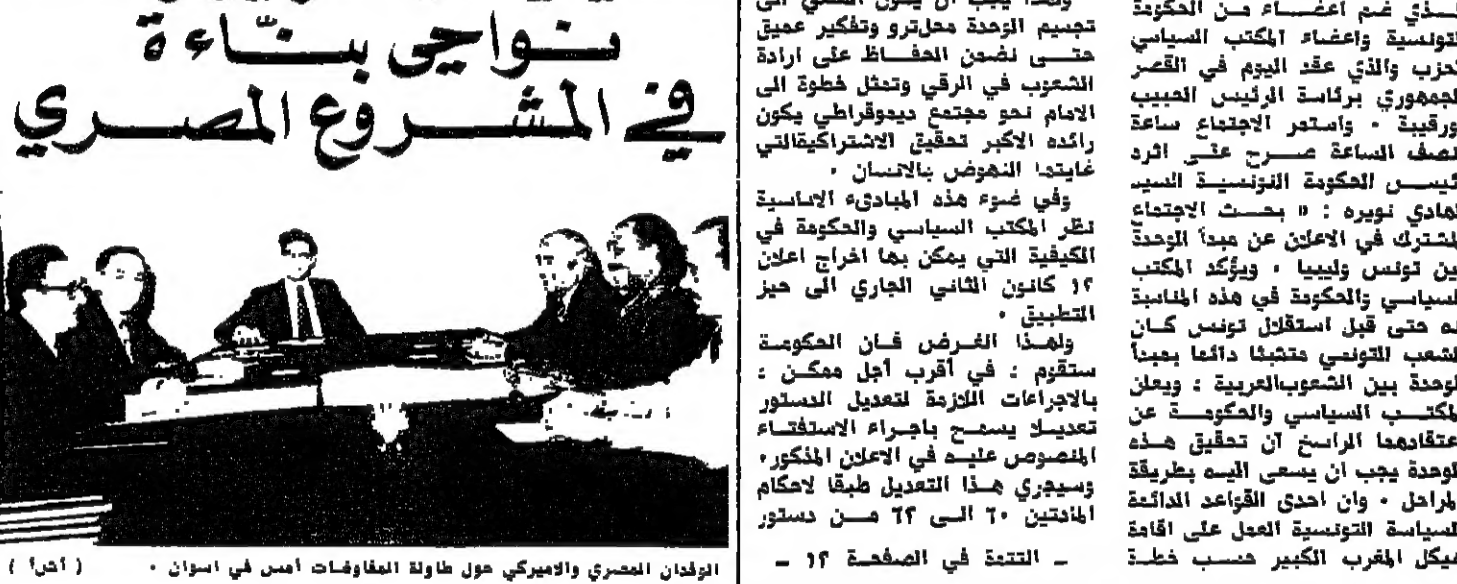 الذي ضم اعضاء من الحكومة
التونسية واعضاء المكتب السياسي
للحزب والذي عقد اليوم في القصر
الجمهوري برئاسة الرئيس الحبيب
بورقيبة . واستمر الاجتماع ساعة
ونصف الساعة صرح على اثره
رئيس الحكومة التونسية السيد
الهادي نويره : « بحث الاجتماع
المشترك في الاعلان عن مبدأ الوحدة
بين تونس وليبيا . ويؤكد المكتب
السياسي والحكومة في هذه المناسبة
انه حتى قبل استقلال تونس كان
الشعب التونسي متشبثا دائما بمبدأ
الوحدة بين الشعوب العربية ؛ ويعلن
المكتب السياسي والحكومة عن
اعتقادهما الراسخ أن تحقيق هذه
الوحدة يجب ان يسعى اليه بطريقة
المراحل . وان احدى القواعد الدائمة
للسياسة التونسية العمل على اقامة
هيكل المغرب الكبير حسب خطة
تجسيم الوحدة محل ترو وتفكير عميق
حتى نضمن الحفاظ على ارادة
الشعوب في الرقي وتمثل خطوة الى
الامام نحو مجتمع ديموقراطي يكون
رائده الاكبر تحقيق الاشتراكية التي
غايتها النهوض بالانسان .
وفي ضوء هذه المبادىء الاساسية
نظر المكتب السياسي والحكومة في
الكيفية التي يمكن بها اخراج اعلان
١٢ كانون الثاني الجاري الى حيز
التطبيق .
ولهذا الغرض فان الحكومة
ستقوم ؛ في أقرب أجل ممكن ؛
بالاجراءات اللازمة لتعديل الدستور
تعديلا يسمح باجراء الاستفتاء
المنصوص عليه في الاعلان المذكور.
وسيجري هذا التعديل طبقا لاحكام
المادتين ٦٠ الى ٦٢ من دستور
ـ التتمة في الصفحة ١٢ ـ
نواحي بنّاءة
في المشروع المصري
الوفدان المصري والاميركي حول طاولة المفاوضات أمس في اسوان .